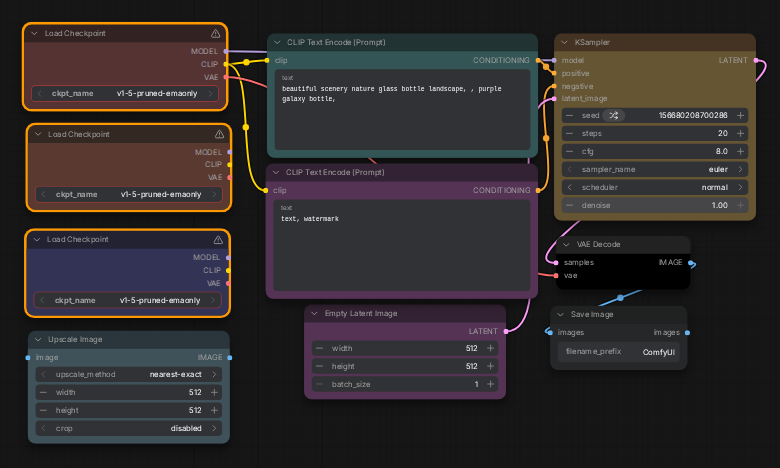 Load Checkpoint
MODEL
CLIP
VAE
ckpt_name v1-5-pruned-emaonly
Load Checkpoint
MODEL
CLIP
VAE
ckpt_name v1-5-pruned-emaonly
Load Checkpoint
MODEL
CLIP
VAE
ckpt_name v1-5-pruned-emaonly
Upscale Image
image IMAGE
upscale_method nearest-exact
width 512
height 512
crop disabled
CLIP Text Encode (Prompt)
clip CONDITIONING
text
beautiful scenery nature glass bottle landscape, , purple
galaxy bottle,
CLIP Text Encode (Prompt)
clip CONDITIONING
text
text, watermark
Empty Latent Image
LATENT
width 512
height 512
batch_size 1
KSampler
model LATENT
positive
negative
latent_image
seed 156680208700286
steps 20
cfg 8.0
sampler_name euler
scheduler normal
denoise 1.00
VAE Decode
samples IMAGE
vae
Save Image
images images
filename_prefix ComfyUI